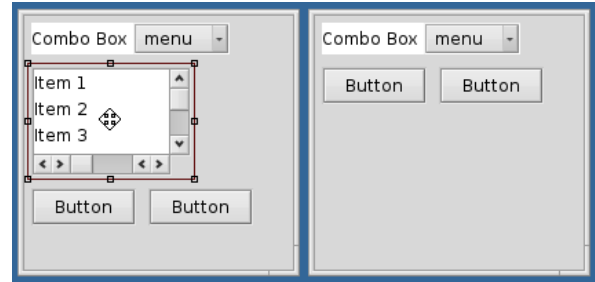 Combo Box menu
Item 1
Item 2
Item 3
Button Button
Combo Box menu
Button Button